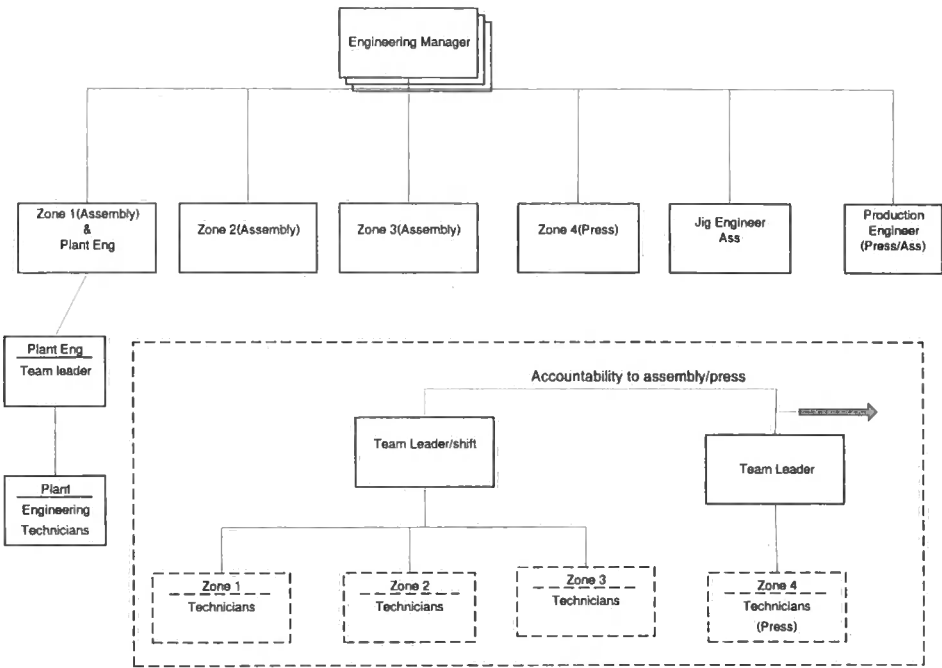 Engineering Manager
Zone 1(Assembly)
&
Plant Eng
Zone 2(Assembly)
Zone 3(Assembly)
Zone 4(Press)
Jig Engineer
Ass
Production
Engineer
(Press/Ass)
Plant Eng
Team leader
Plant
Engineering
Technicians
Accountability to assembly/press
Team Leader/shift
Team Leader
Zone 1
Technicians
Zone 2
Technicians
Zone 3
Technicians
Zone 4
Technicians
(Press)